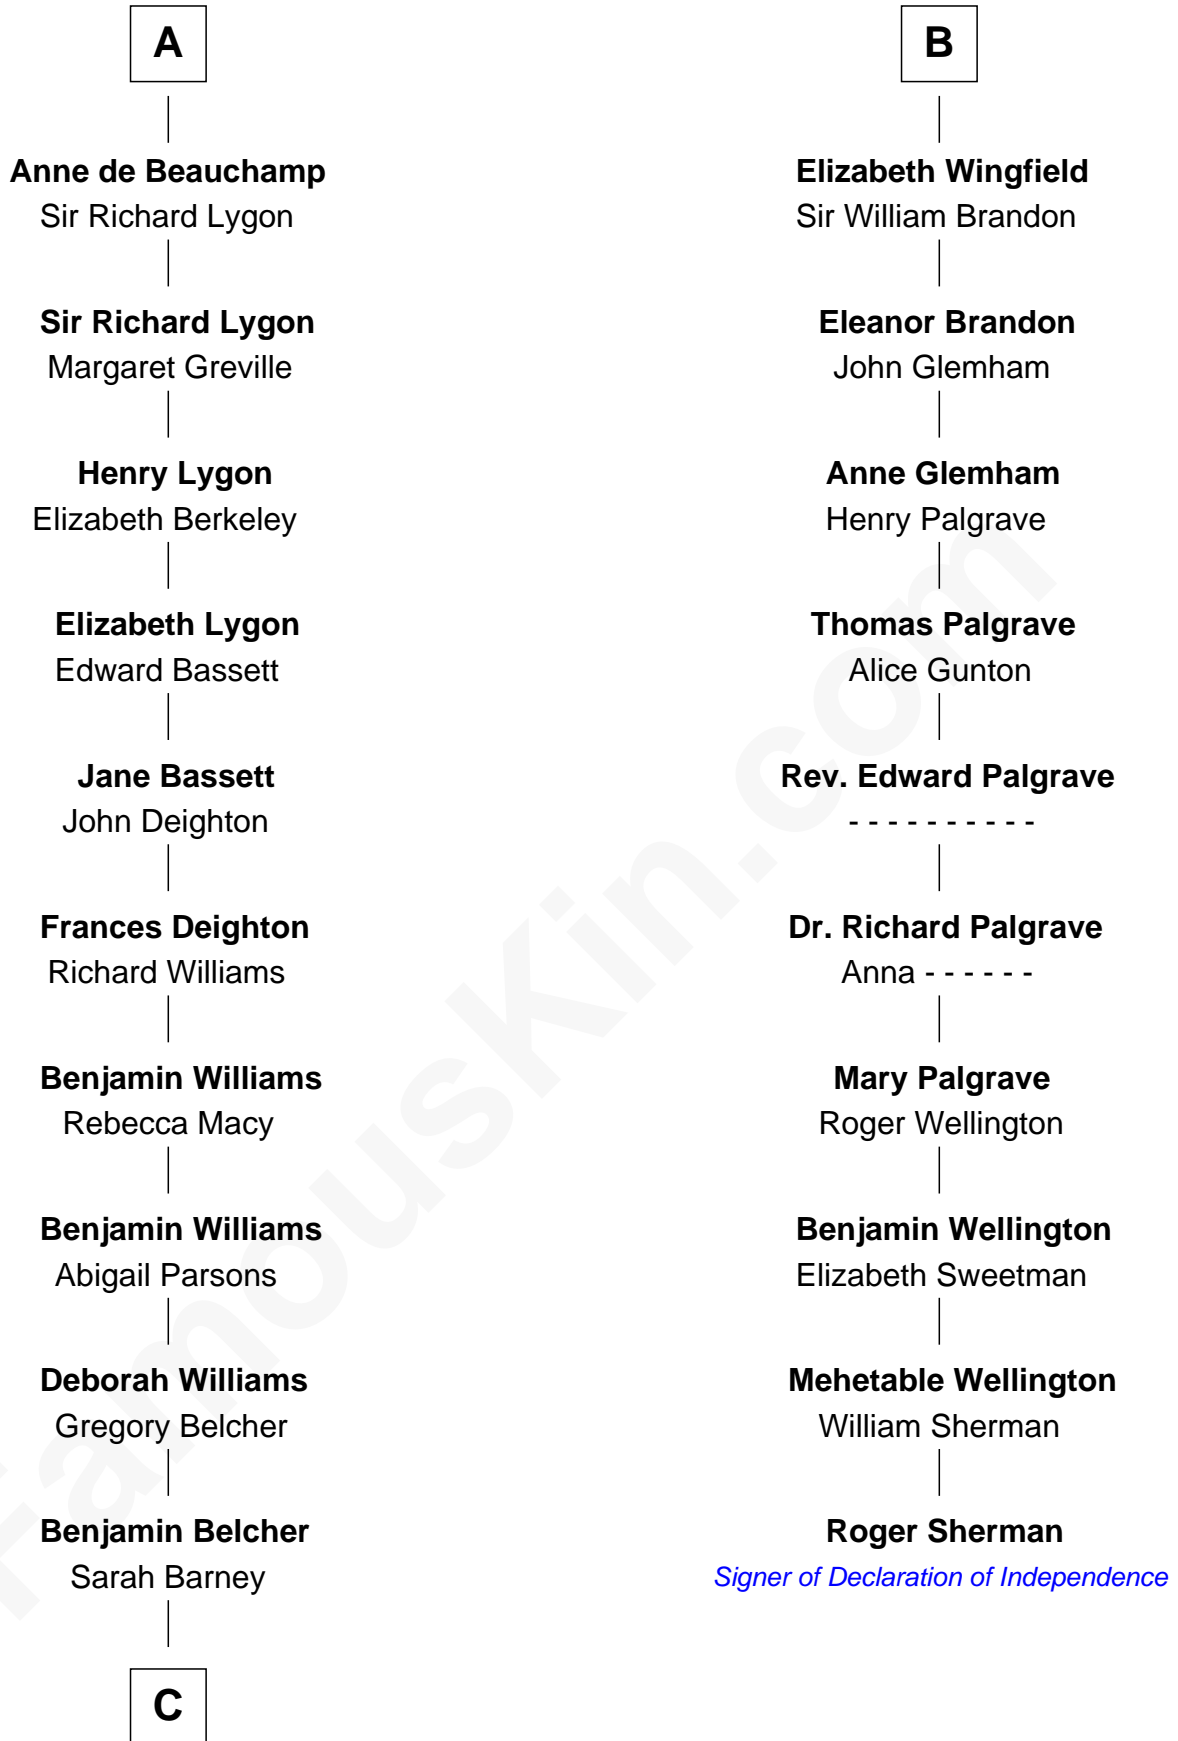 A
Anne de Beauchamp
Sir Richard Lygon
Sir Richard Lygon
Margaret Greville
Henry Lygon
Elizabeth Berkeley
Elizabeth Lygon
Edward Bassett
Jane Bassett
John Deighton
Frances Deighton
Richard Williams
Benjamin Williams
Rebecca Macy
Benjamin Williams
Abigail Parsons
Deborah Williams
Gregory Belcher
Benjamin Belcher
Sarah Barney
C
B
Elizabeth Wingfield
Sir William Brandon
Eleanor Brandon
John Glemham
Anne Glemham
Henry Palgrave
Thomas Palgrave
Alice Gunton
Rev. Edward Palgrave
- - - - - - - - - -
Dr. Richard Palgrave
Anna - - - - - -
Mary Palgrave
Roger Wellington
Benjamin Wellington
Elizabeth Sweetman
Mehetable Wellington
William Sherman
Roger Sherman
Signer of Declaration of Independence
FamousKin.com